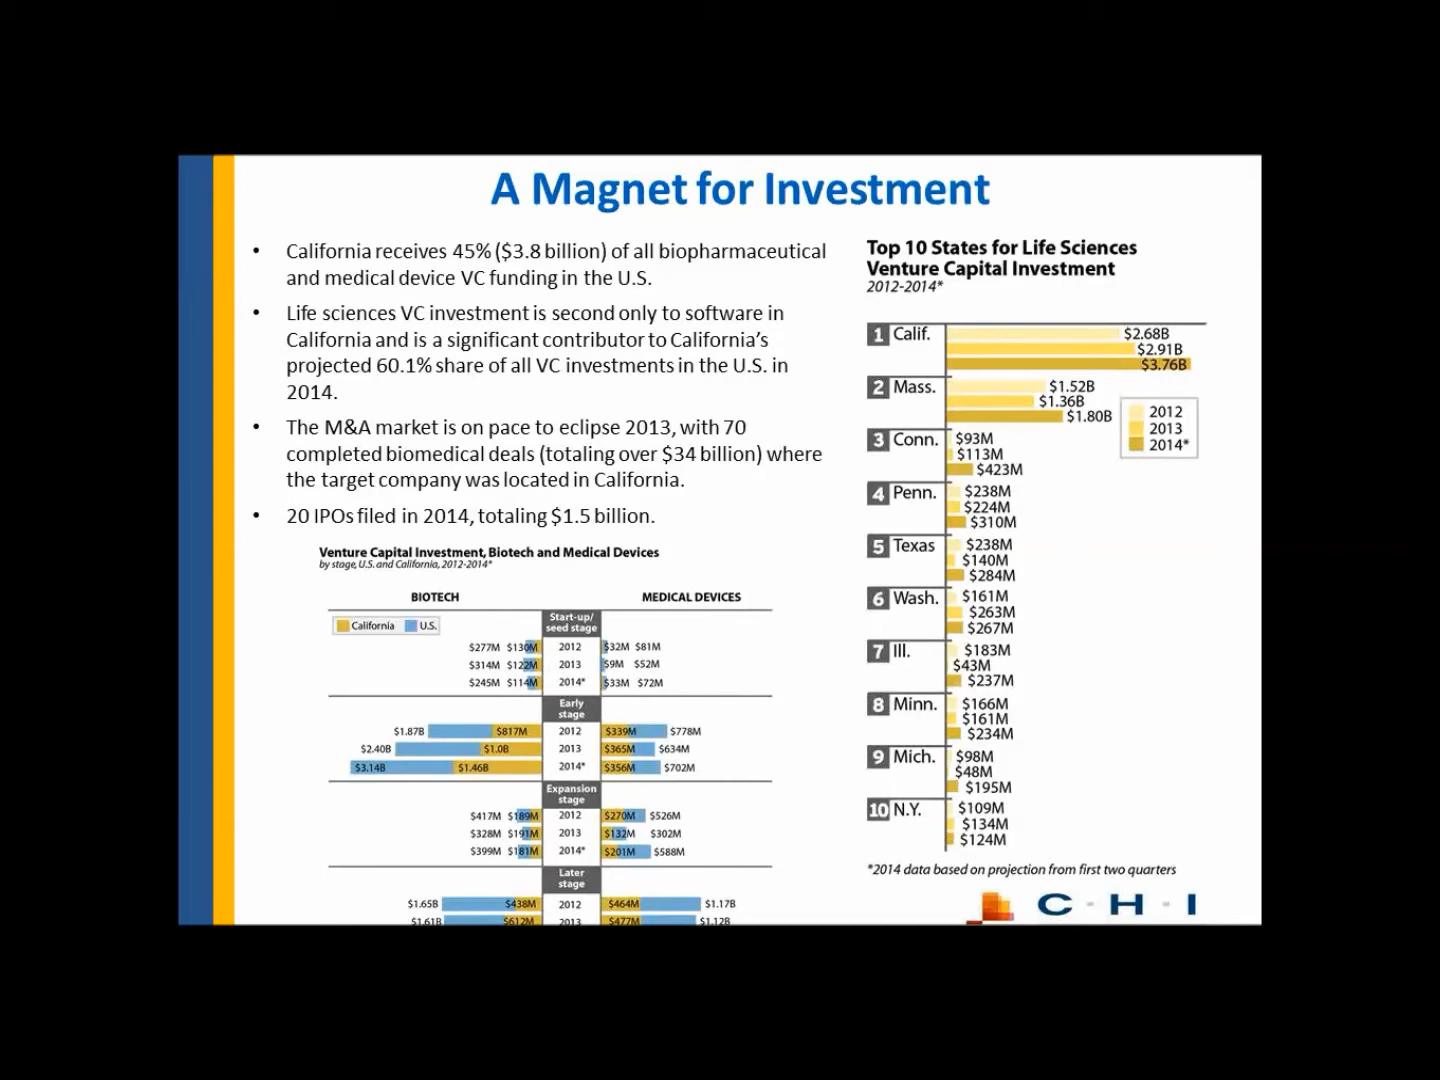 A Magnet for Investment
• California receives 45% ($3.8 billion) of all biopharmaceutical
and medical device VC funding in the U.S.
• Life sciences VC investment is second only to software in
California and is a significant contributor to California's
projected 60.1% share of all VC investments in the U.S. in
2014.
• The M&A market is on pace to eclipse 2013, with 70
completed biomedical deals (totaling over $34 billion) where
the target company was located in California.
• 20 IPOs filed in 2014, totaling $1.5 billion.
Venture Capital Investment, Biotech and Medical Devices
by stage, U.S. and California, 2012-2014*
BIOTECH MEDICAL DEVICES
California U.S.
Start-up/
seed stage
$277M $130M 2012 $32M $81M
$314M $122M 2013 $9M $52M
$245M $114M 2014* $33M $72M
Early
stage
$1.87B $817M 2012 $339M $778M
$2.40B $1.0B 2013 $365M $634M
$3.14B $1.46B 2014* $356M $702M
Expansion
stage
$417M $189M 2012 $270M $526M
$328M $191M 2013 $132M $302M
$399M $181M 2014* $201M $588M
Later
stage
$1.65B $438M 2012 $464M $1.17B
$1.61B $612M 2013 $477M $1.12B
Top 10 States for Life Sciences
Venture Capital Investment
2012-2014*
1 Calif. $2.68B
$2.91B
$3.76B
2 Mass. $1.52B
$1.36B
$1.80B
2012
2013
2014*
3 Conn. $93M
$113M
$423M
4 Penn. $238M
$224M
$310M
5 Texas $238M
$140M
$284M
6 Wash. $161M
$263M
$267M
7 Ill. $183M
$43M
$237M
8 Minn. $166M
$161M
$234M
9 Mich. $98M
$48M
$195M
10 N.Y. $109M
$134M
$124M
*2014 data based on projection from first two quarters
C·H·I